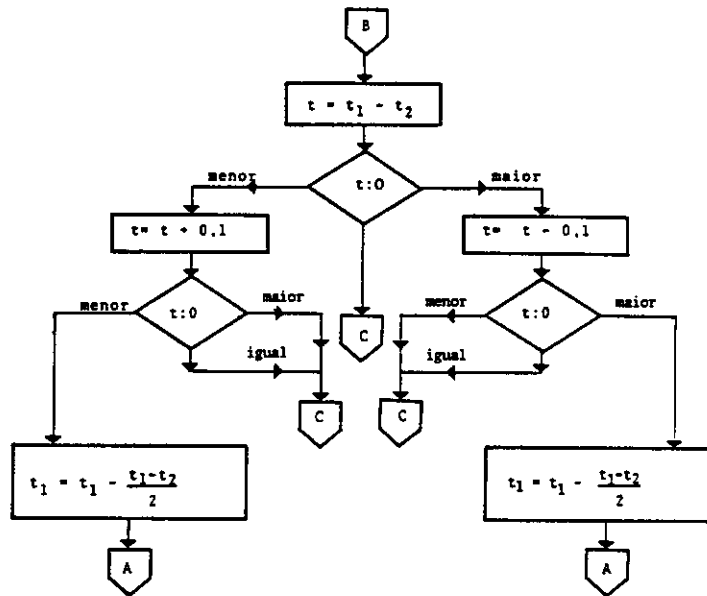 B
t = t₁ - t₂
menor
t:0
maior
t= t + 0,1
t= t - 0,1
menor
t:0
maior
igual
C
menor
t:0
maior
igual
C
C
t₁ = t₁ - (t₁-t₂)/2
t₁ = t₁ - (t₁-t₂)/2
A
A